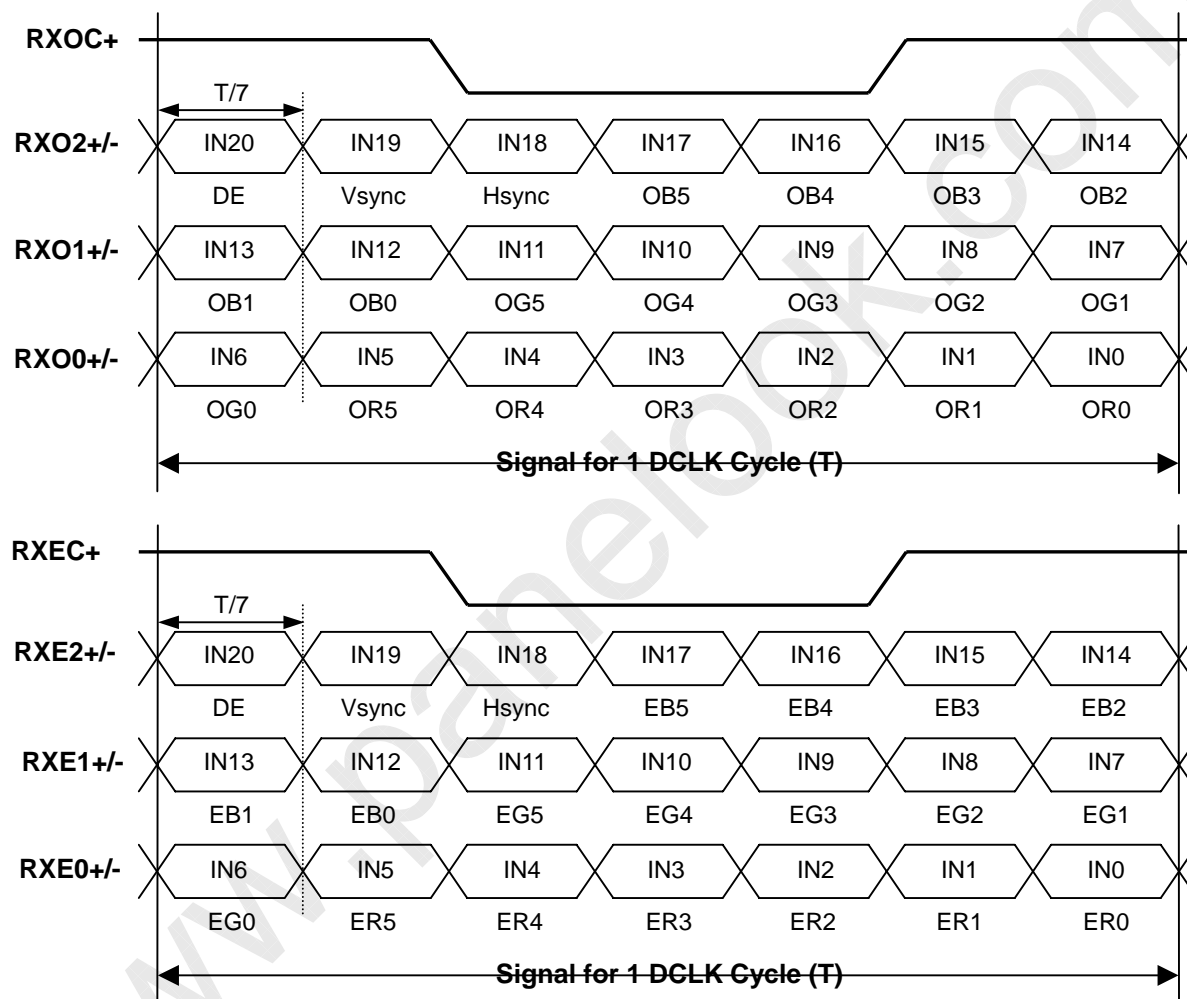 RXOC+
T/7
RXO2+/- IN20 IN19 IN18 IN17 IN16 IN15 IN14
DE Vsync Hsync OB5 OB4 OB3 OB2
RXO1+/- IN13 IN12 IN11 IN10 IN9 IN8 IN7
OB1 OB0 OG5 OG4 OG3 OG2 OG1
RXO0+/- IN6 IN5 IN4 IN3 IN2 IN1 IN0
OG0 OR5 OR4 OR3 OR2 OR1 OR0
Signal for 1 DCLK Cycle (T)
RXEC+
T/7
RXE2+/- IN20 IN19 IN18 IN17 IN16 IN15 IN14
DE Vsync Hsync EB5 EB4 EB3 EB2
RXE1+/- IN13 IN12 IN11 IN10 IN9 IN8 IN7
EB1 EB0 EG5 EG4 EG3 EG2 EG1
RXE0+/- IN6 IN5 IN4 IN3 IN2 IN1 IN0
EG0 ER5 ER4 ER3 ER2 ER1 ER0
Signal for 1 DCLK Cycle (T)
www.panelook.com